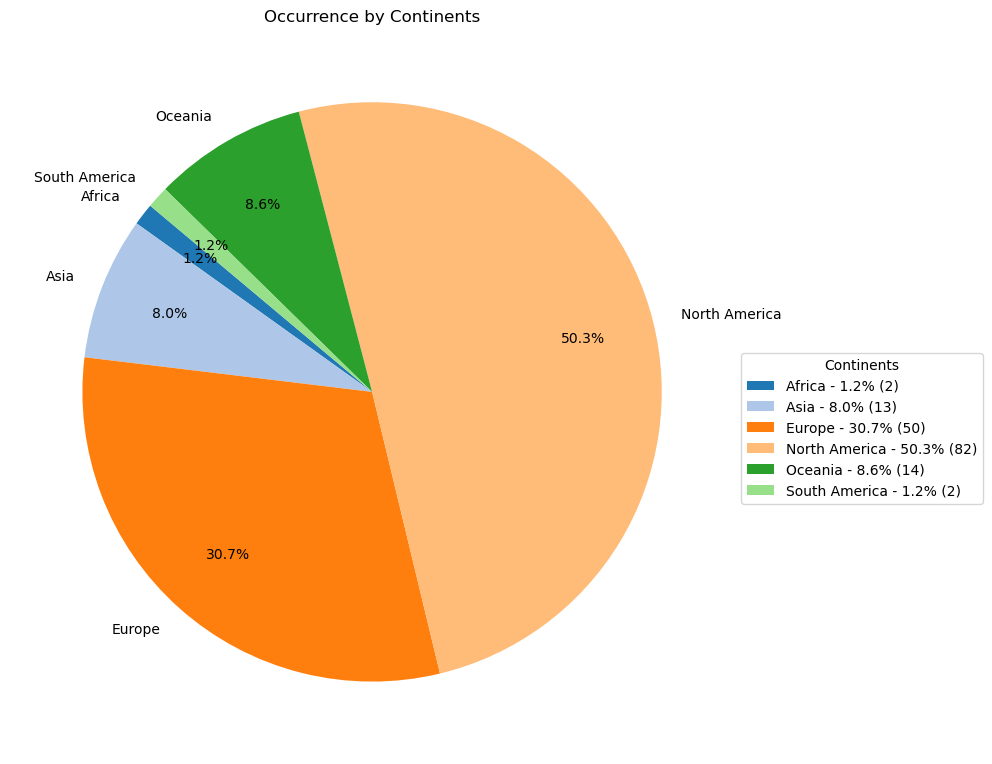 Occurrence by Continents
Oceania
South America
Africa
Asia
Europe
North America
8.6%
1.2%
1.2%
8.0%
30.7%
50.3%
Continents
Africa - 1.2% (2)
Asia - 8.0% (13)
Europe - 30.7% (50)
North America - 50.3% (82)
Oceania - 8.6% (14)
South America - 1.2% (2)